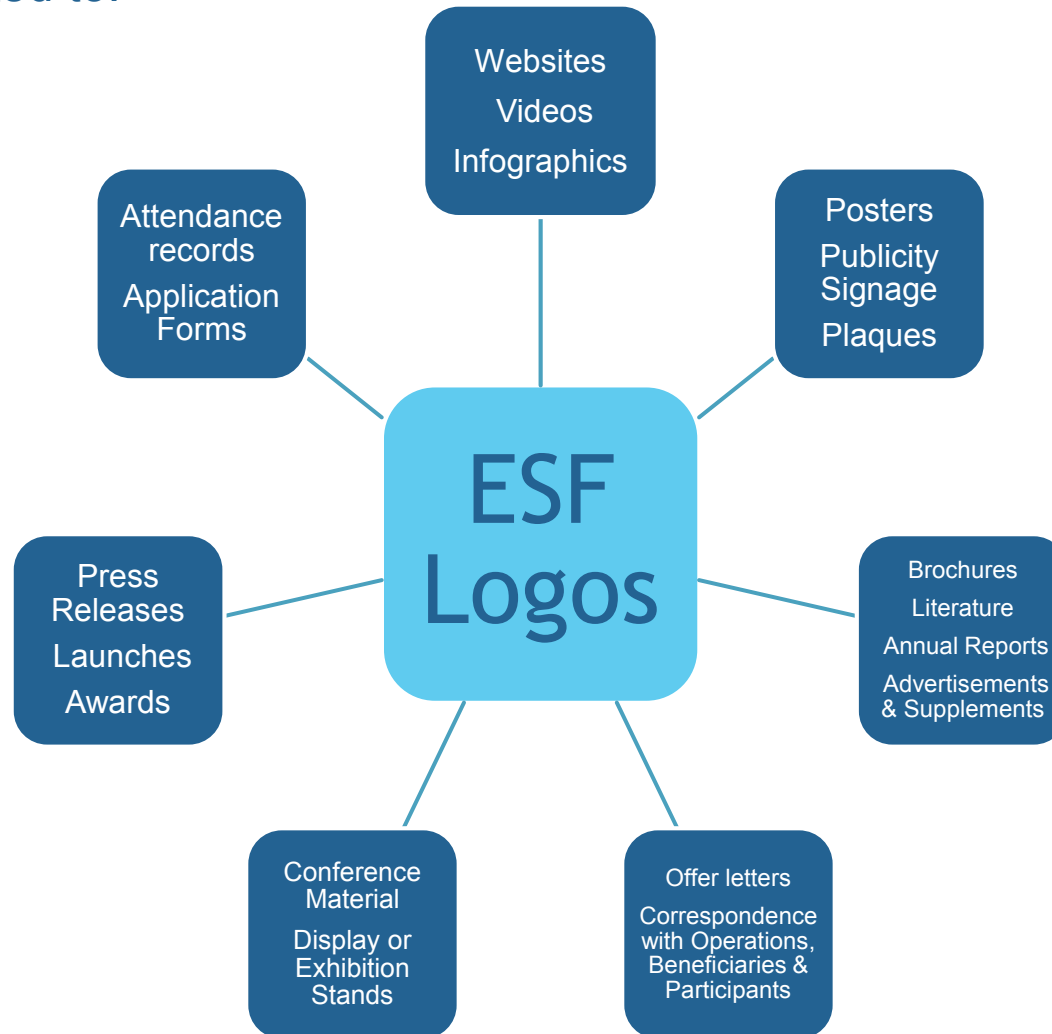 to:
Websites
Videos
Infographics
Posters
Publicity
Signage
Plaques
Brochures
Literature
Annual Reports
Advertisements
& Supplements
Offer letters
Correspondence
with Operations,
Beneficiaries &
Participants
Conference
Material
Display or
Exhibition
Stands
Press
Releases
Launches
Awards
Attendance
records
Application
Forms
ESF
Logos